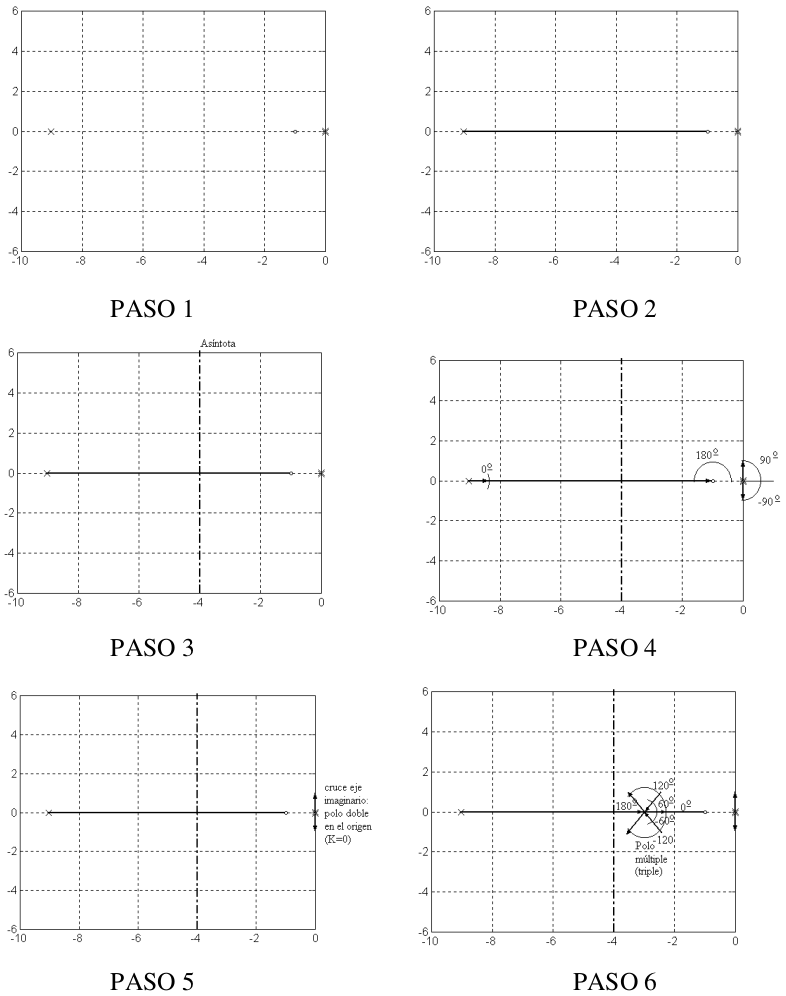 6
4
2
0
-2
-4
-6
-10 -8 -6 -4 -2 0
PASO 1
6
4
2
0
-2
-4
-6
-10 -8 -6 -4 -2 0
PASO 2
Asíntota
6
4
2
0
-2
-4
-6
-10 -8 -6 -4 -2 0
PASO 3
6
4
2
0
-2
-4
-6
0º
180º
90º
-90º
-10 -8 -6 -4 -2 0
PASO 4
6
4
2
0
-2
-4
-6
cruce eje
imaginario:
polo doble
en el origen
(K=0)
-10 -8 -6 -4 -2 0
PASO 5
6
4
2
0
-2
-4
-6
120º
180º 60º 0º
-60º
-120
Polo
múltiple
(triple)
-10 -8 -6 -4 -2 0
PASO 6